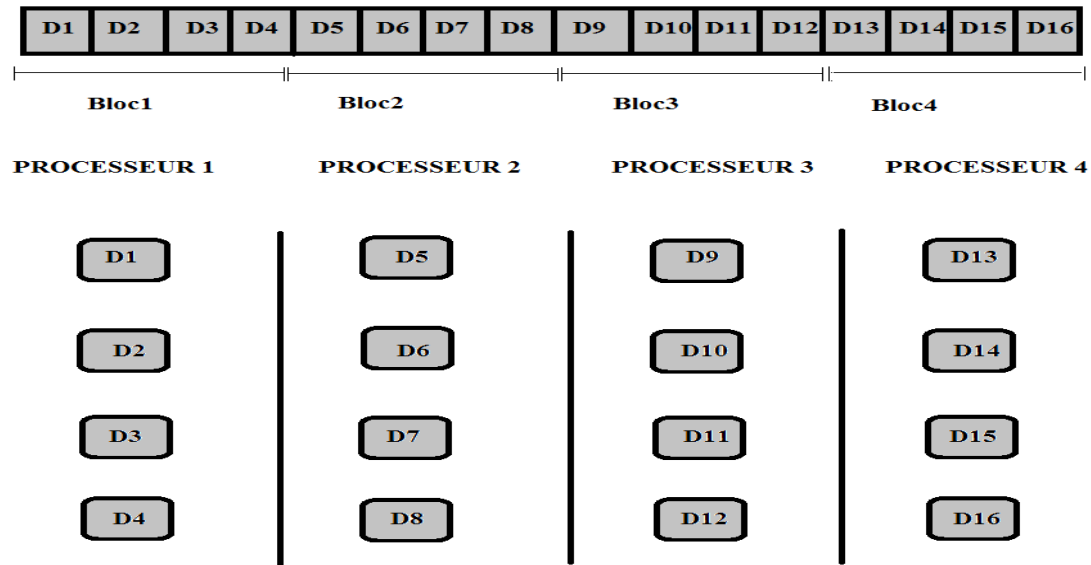 D1 D2 D3 D4 D5 D6 D7 D8 D9 D10 D11 D12 D13 D14 D15 D16
Bloc1 Bloc2 Bloc3 Bloc4
PROCESSEUR 1 PROCESSEUR 2 PROCESSEUR 3 PROCESSEUR 4
D1 D5 D9 D13
D2 D6 D10 D14
D3 D7 D11 D15
D4 D8 D12 D16